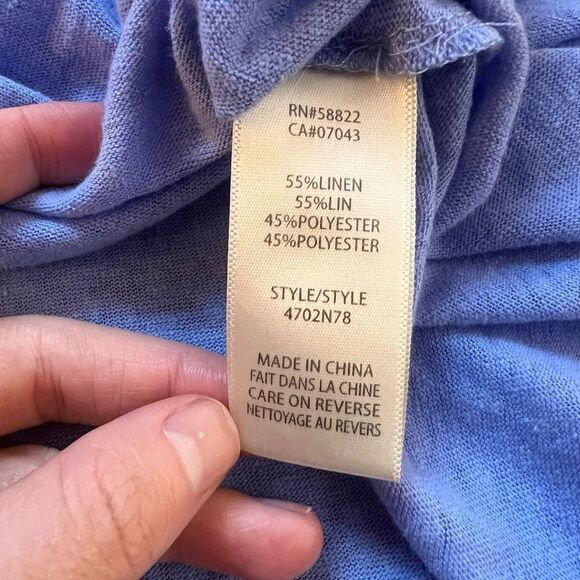 RN#58822
CA#07043
55%LINEN
55%LIN
45%POLYESTER
45%POLYESTER
STYLE/STYLE
4702N78
MADE IN CHINA
FAIT DANS LA CHINE
CARE ON REVERSE
NETTOYAGE AU REVERS